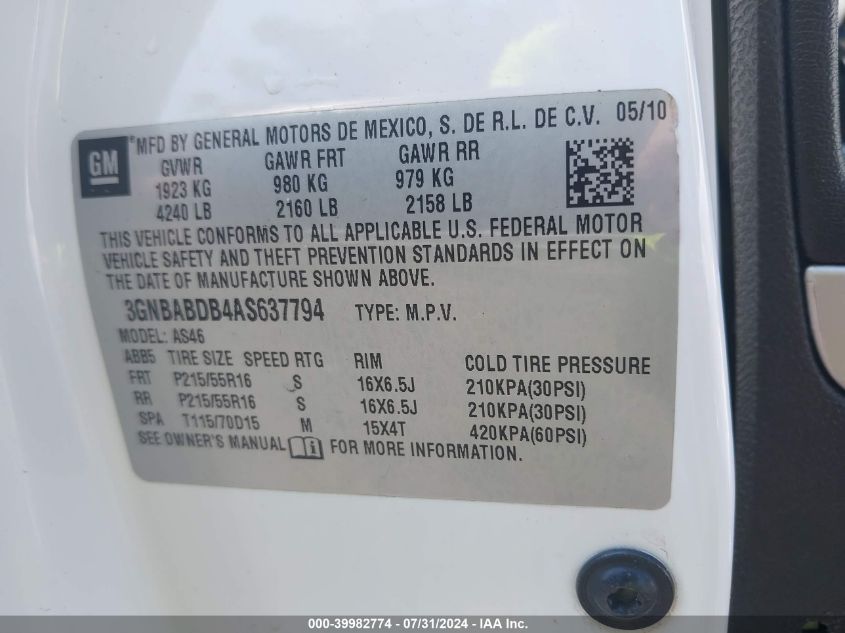 GM
®MFD BY GENERAL MOTORS DE MEXICO, S. DE R.L. DE C.V. 05/10
GVWR GAWR FRT GAWR RR
1923 KG 980 KG 979 KG
4240 LB 2160 LB 2158 LB
THIS VEHICLE CONFORMS TO ALL APPLICABLE U.S. FEDERAL MOTOR
VEHICLE SAFETY AND THEFT PREVENTION STANDARDS IN EFFECT ON
THE DATE OF MANUFACTURE SHOWN ABOVE.
3GNBABDB4AS637794 TYPE: M.P.V.
MODEL: AS46
ABB5 TIRE SIZE SPEED RTG RIM COLD TIRE PRESSURE
FRT P215/55R16 S 16X6.5J 210KPA(30PSI)
RR P215/55R16 S 16X6.5J 210KPA(30PSI)
SPA T115/70D15 M 15X4T 420KPA(60PSI)
SEE OWNER'S MANUAL i FOR MORE INFORMATION.
000-39982774 - 07/31/2024 - IAA Inc.